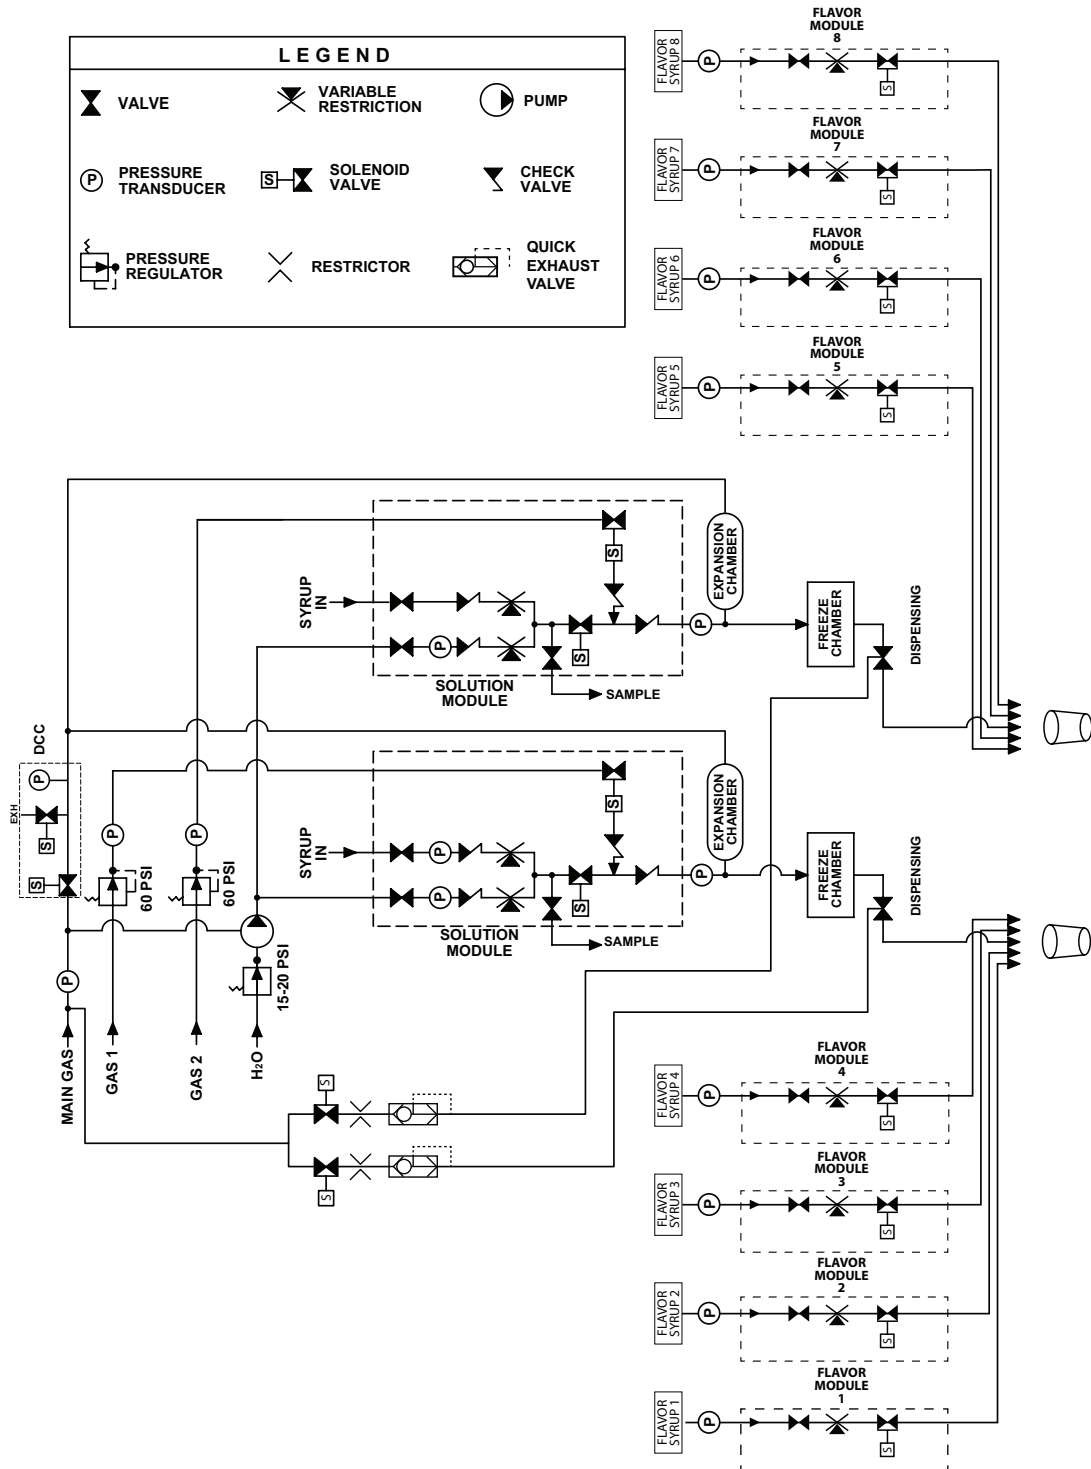 LEGEND
VALVE
VARIABLE
RESTRICTION
PUMP
P
PRESSURE
TRANSDUCER
S
SOLENOID
VALVE
CHECK
VALVE
PRESSURE
REGULATOR
RESTRICTOR
QUICK
EXHAUST
VALVE
FLAVOR
SYRUP 8
P
FLAVOR
MODULE
8
S
FLAVOR
SYRUP 7
P
FLAVOR
MODULE
7
S
FLAVOR
SYRUP 6
P
FLAVOR
MODULE
6
S
FLAVOR
SYRUP 5
P
FLAVOR
MODULE
5
S
SYRUP
IN
P
S
S
SOLUTION
MODULE
SAMPLE
P
EXPANSION
CHAMBER
FREEZE
CHAMBER
DISPENSING
DCC
P
EXH
S
S
P
60 PSI
P
60 PSI
15-20 PSI
P
MAIN GAS
GAS 1
GAS 2
H2O
SYRUP
IN
P
P
S
S
SOLUTION
MODULE
SAMPLE
P
EXPANSION
CHAMBER
FREEZE
CHAMBER
DISPENSING
S
S
FLAVOR
SYRUP 4
P
FLAVOR
MODULE
4
S
FLAVOR
SYRUP 3
P
FLAVOR
MODULE
3
S
FLAVOR
SYRUP 2
P
FLAVOR
MODULE
2
S
FLAVOR
SYRUP 1
P
FLAVOR
MODULE
1
S